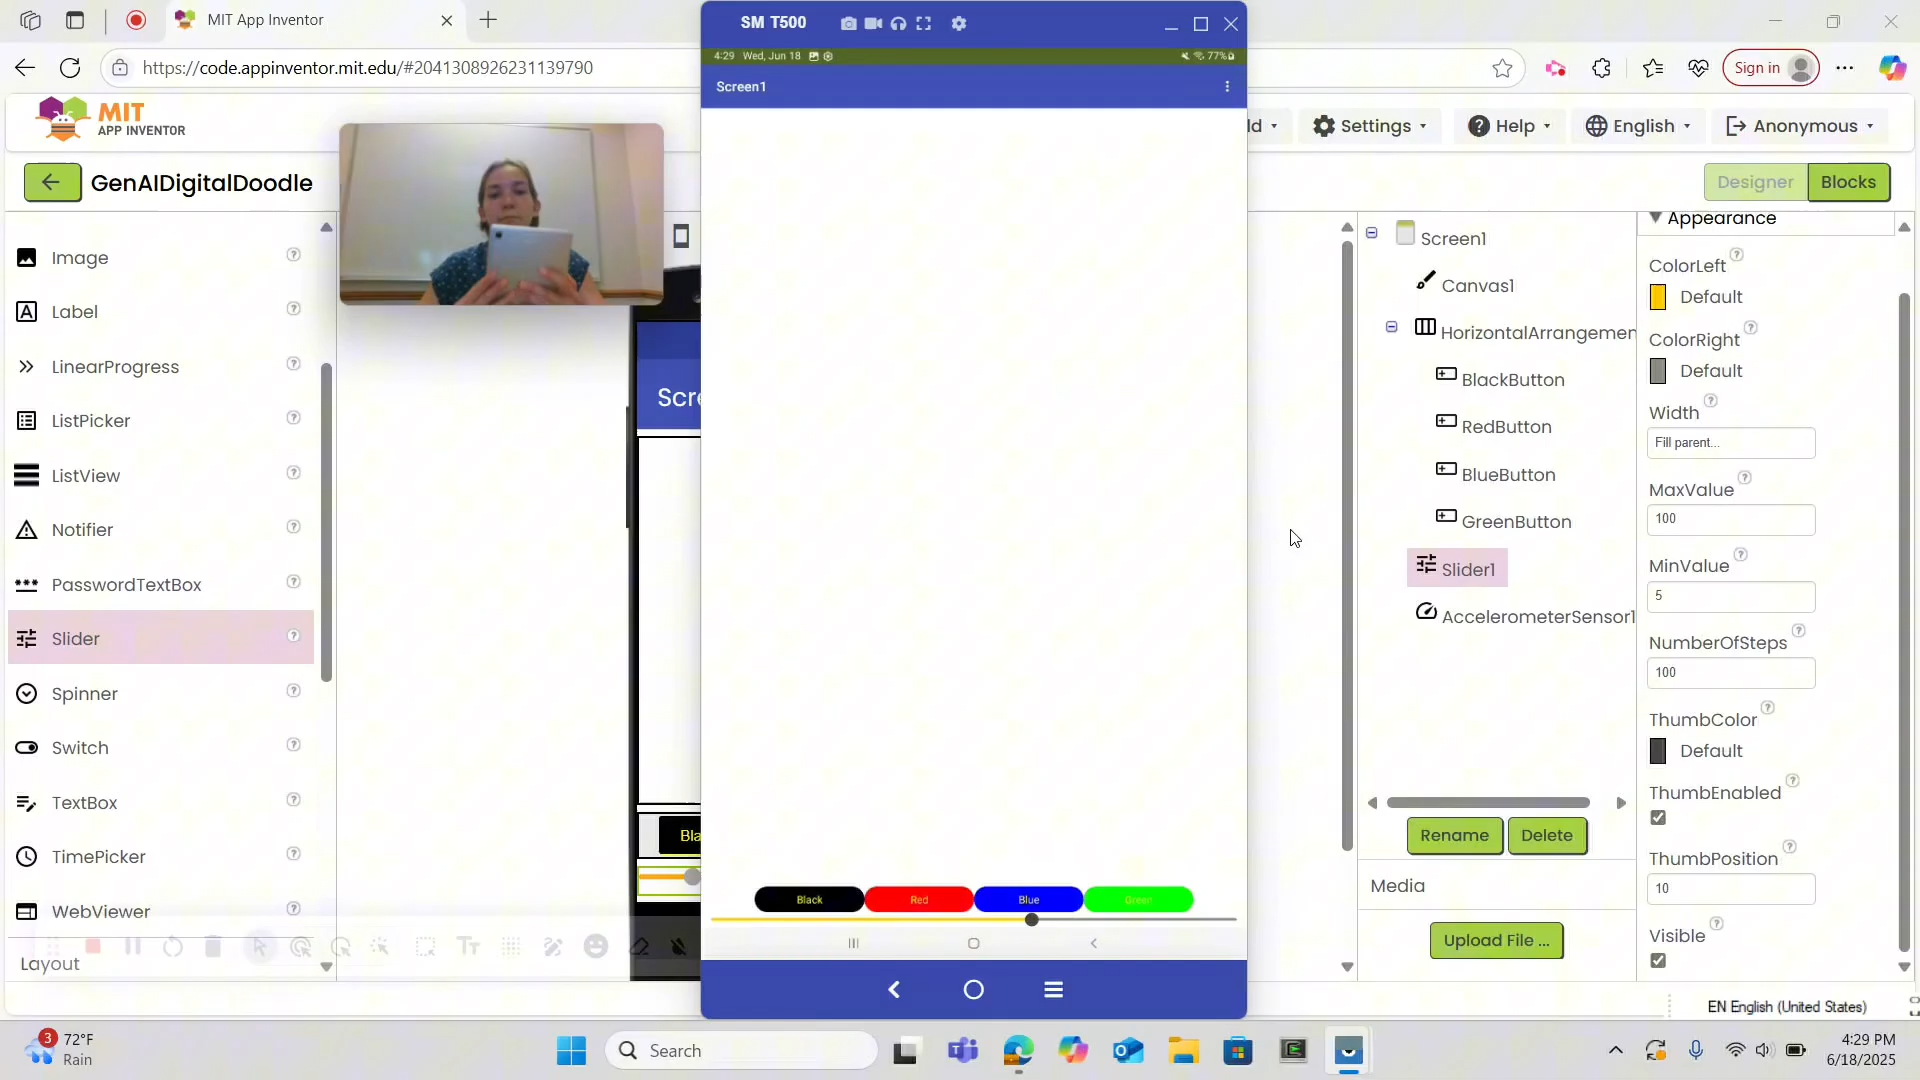 MIT App Inventor
SM T500
https://code.appinventor.mit.edu/#2041308926231139790
Sign in
4:29 Wed, Jun 18
77%
Screen1
MIT
APP INVENTOR
ld
Settings
Help
English
Anonymous
GenAIDigitalDoodle
Designer
Blocks
Image
Label
LinearProgress
ListPicker
ListView
Notifier
PasswordTextBox
Slider
Spinner
Switch
TimePicker
TextBox
WebViewer
Layout
Scre
Bla
Black
Red
Blue
Green
Screen1
Canvas1
HorizontalArrangemen
BlackButton
RedButton
BlueButton
GreenButton
Slider1
AccelerometerSensor1
Rename
Delete
Media
Upload File ...
Appearance
ColorLeft
Default
ColorRight
Default
Width
Fill parent...
MaxValue
100
MinValue
5
NumberOfSteps
100
ThumbColor
Default
ThumbEnabled
ThumbPosition
10
Visible
EN English (United States)
3
72°F
Rain
Search
4:29 PM
6/18/2025